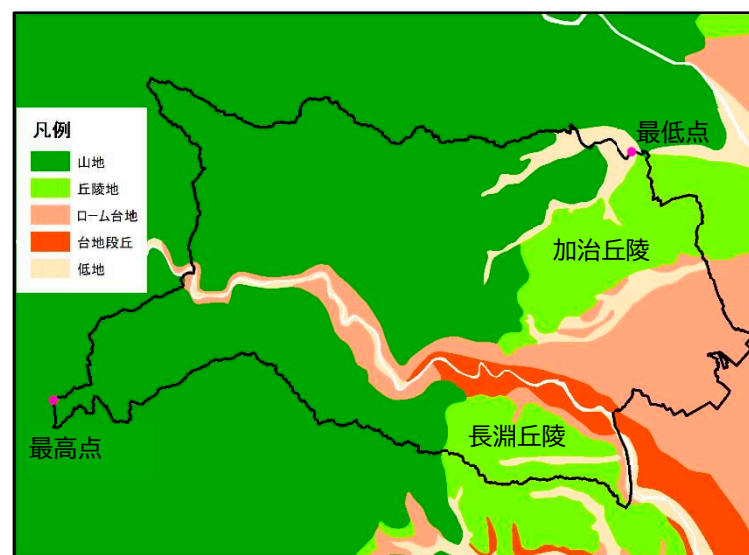 凡例
山地
丘陵地
ローム台地
台地段丘
低地
最低点
加治丘陵
長淵丘陵
最高点